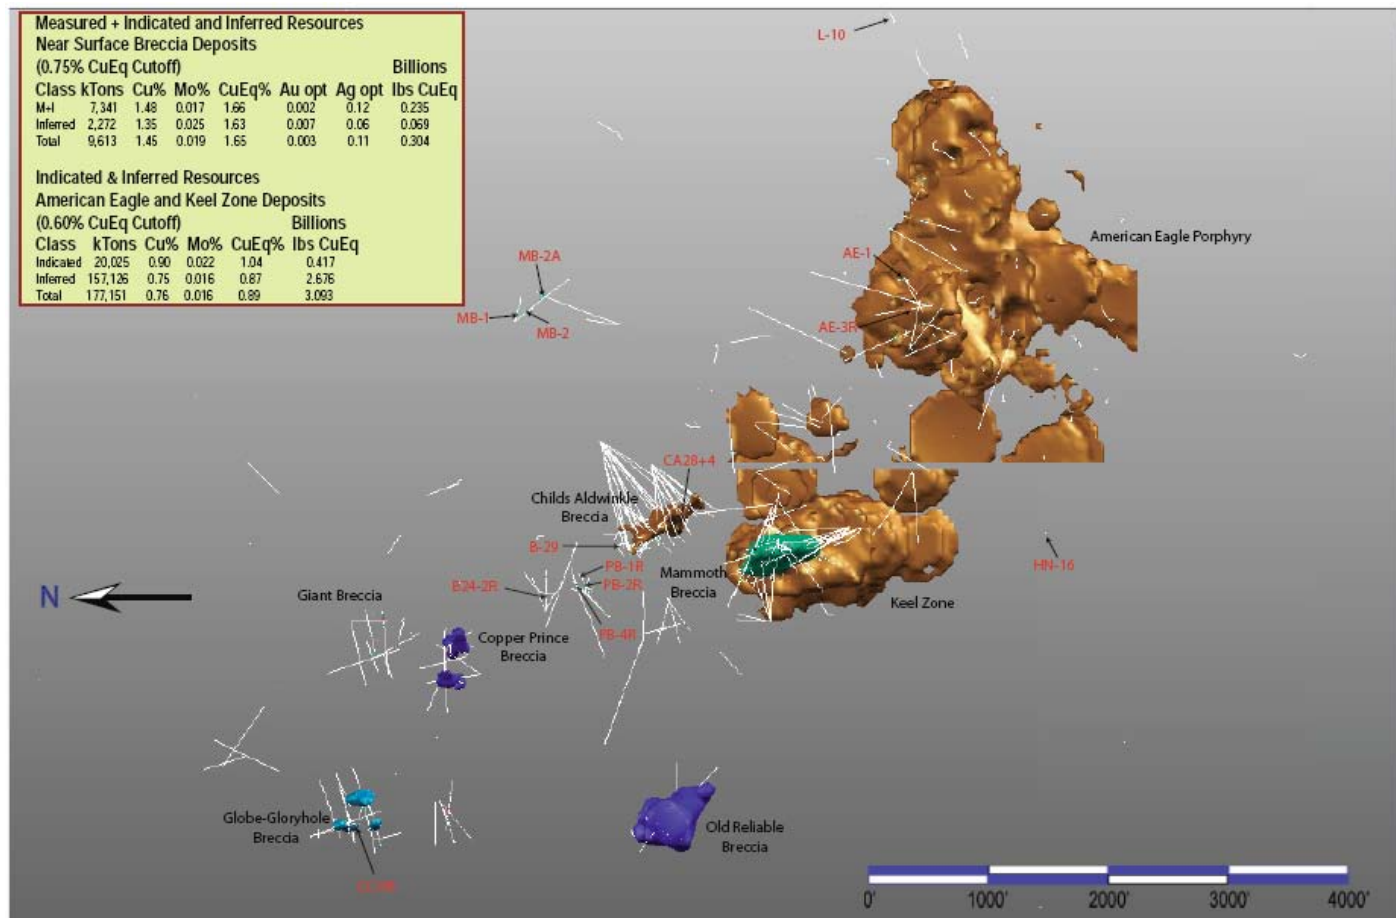 Measured + Indicated and Inferred Resources
Near Surface Breccia Deposits
(0.75% CuEq Cutoff) Billions
Class kTons Cu% Mo% CuEq% Au opt Ag opt lbs CuEq
M+I 7,341 1.48 0.017 1.66 0.002 0.12 0.235
Inferred 2,272 1.35 0.025 1.63 0.007 0.06 0.069
Total 9,613 1.45 0.019 1.65 0.003 0.11 0.304
Indicated & Inferred Resources
American Eagle and Keel Zone Deposits
(0.60% CuEq Cutoff) Billions
Class kTons Cu% Mo% CuEq% lbs CuEq
Indicated 20,025 0.90 0.022 1.04 0.417
Inferred 157,126 0.75 0.016 0.87 2.676
Total 177,151 0.76 0.016 0.89 3.093
L-10
American Eagle Porphyry
AE-1
MB-2A
MB-1
MB-2
AE-3R
CA28+4
Childs Aldwinkle
Breccia
B-29
PB-1R
Mammoth
Breccia
HN-16
B24-2R
PB-2R
N
Giant Breccia
Keel Zone
PB-4R
Copper Prince
Breccia
Globe-Gloryhole
Breccia
Old Reliable
Breccia
0' 1000' 2000' 3000' 4000'